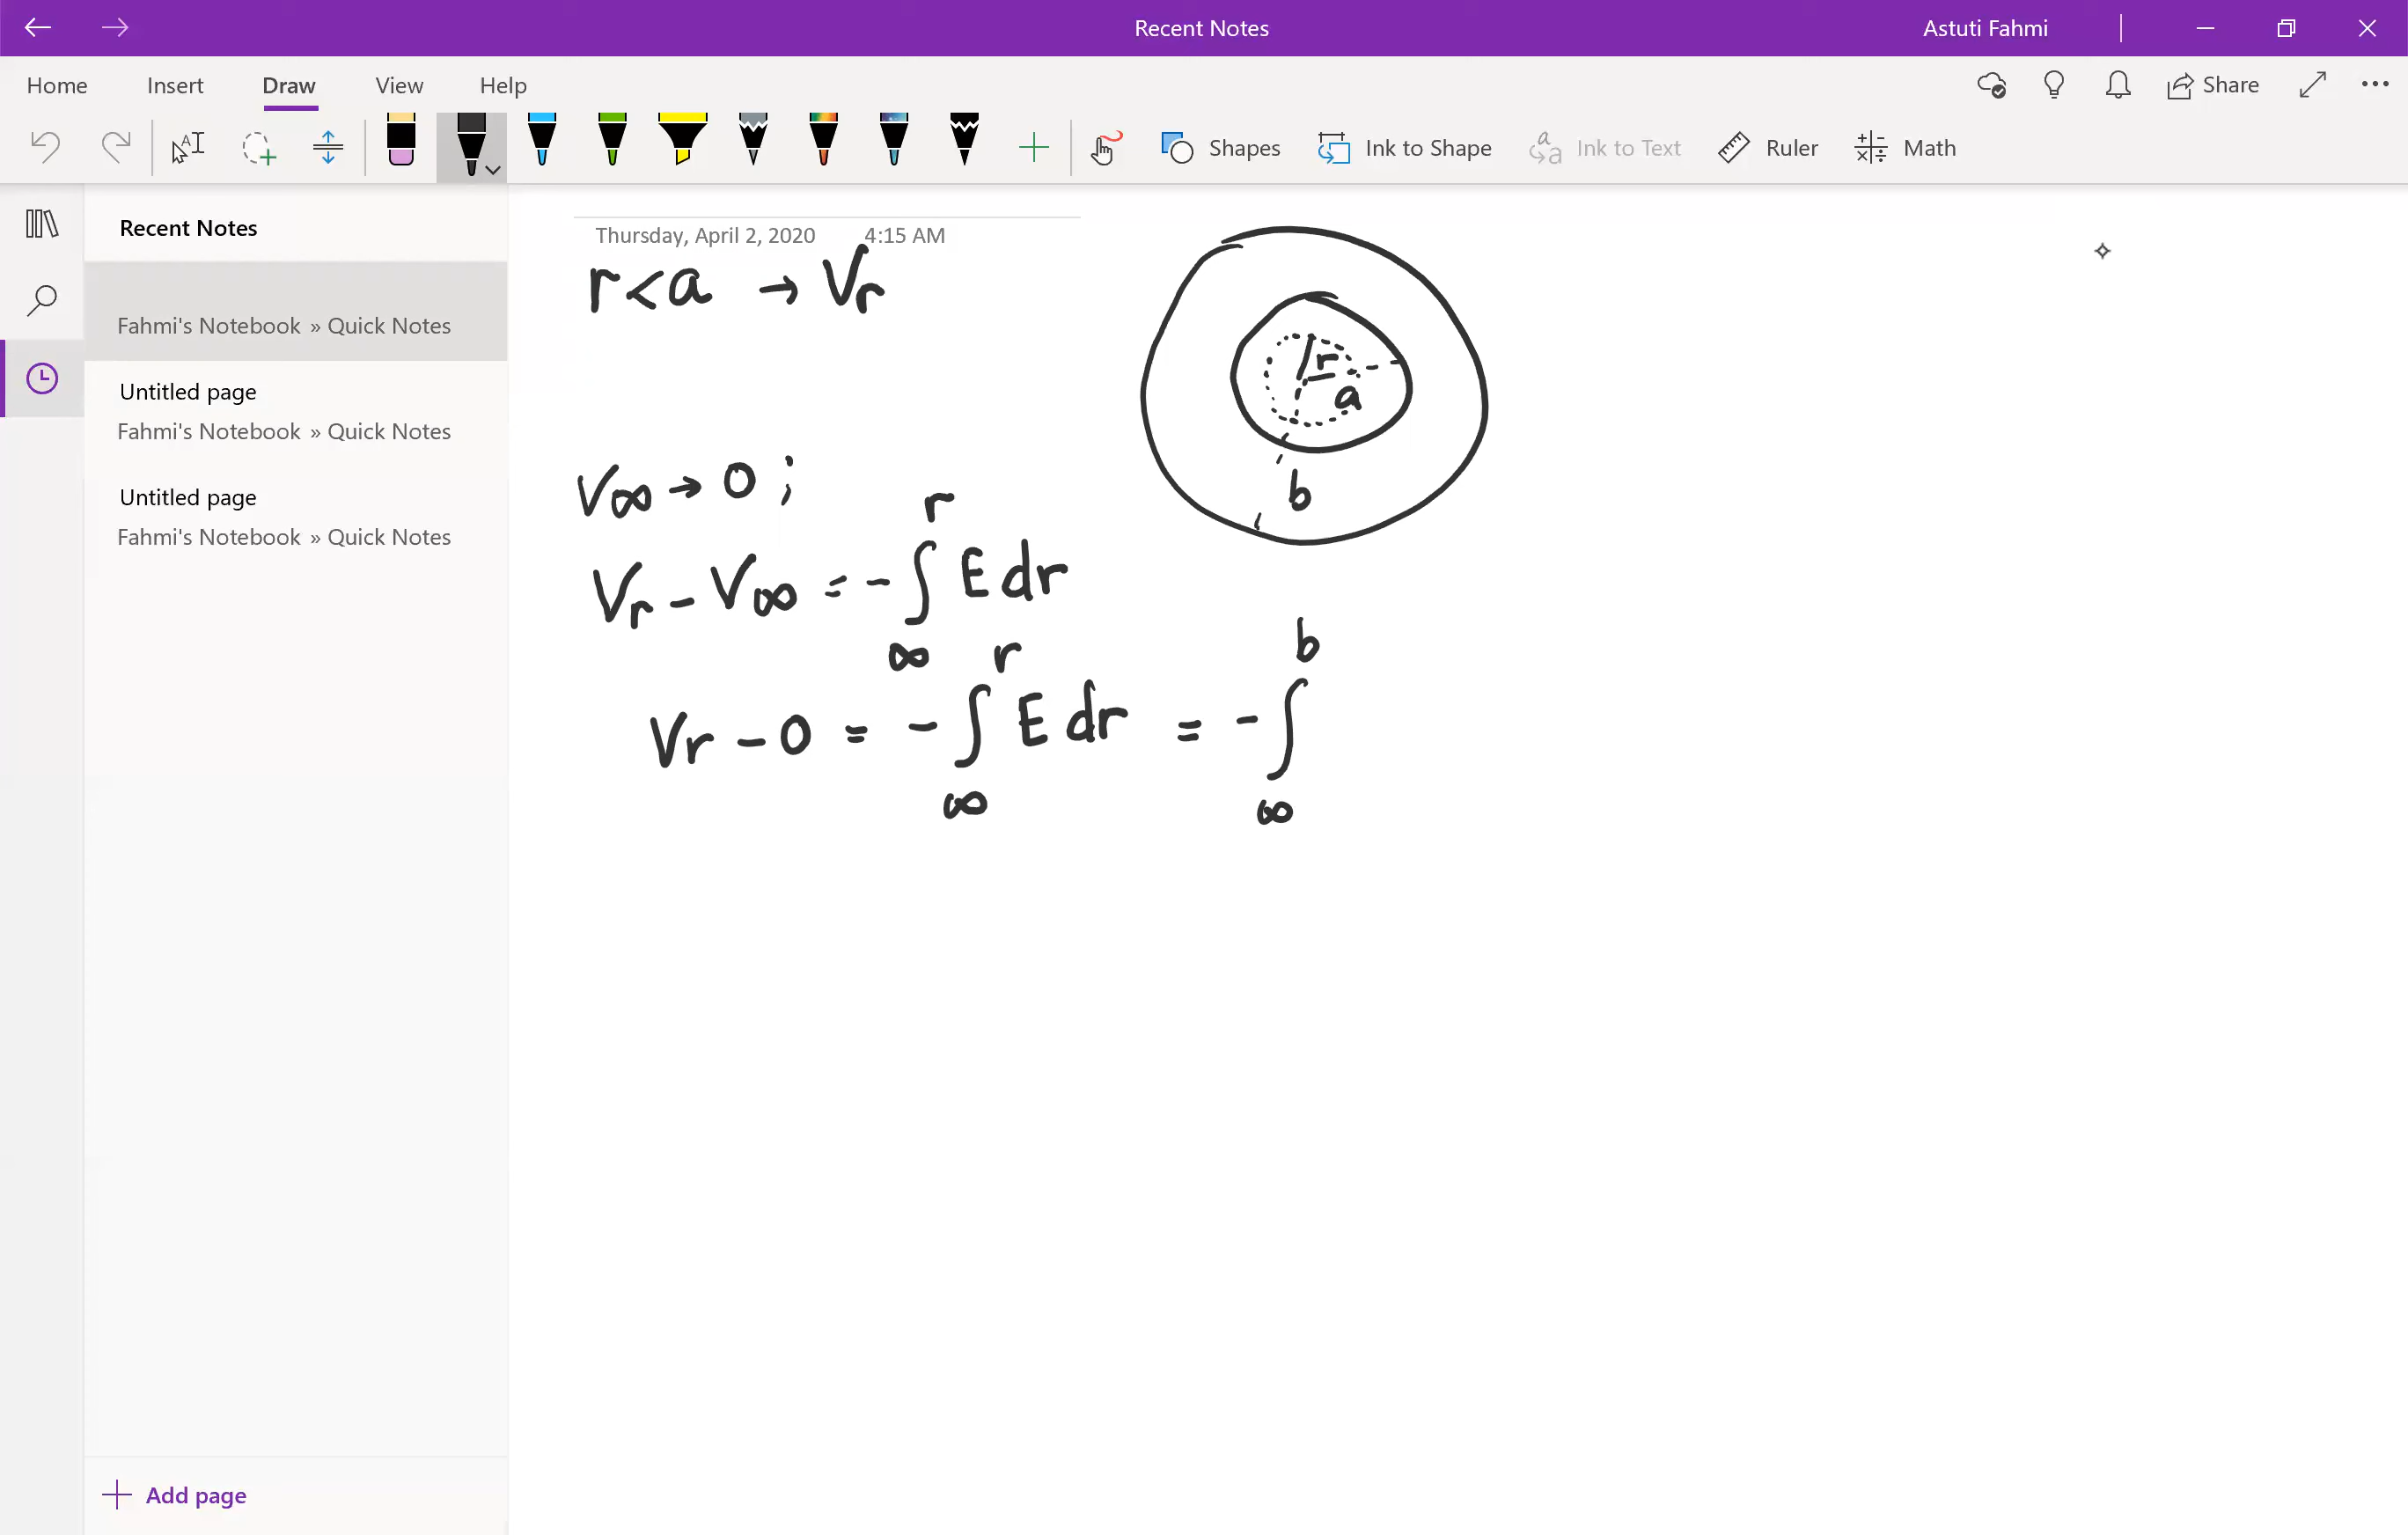 Recent Notes
Astuti Fahmi
Home Insert Draw View Help
Share
Shapes Ink to Shape Ink to Text Ruler Math
Recent Notes
Fahmi's Notebook » Quick Notes
Untitled page
Fahmi's Notebook » Quick Notes
Untitled page
Fahmi's Notebook » Quick Notes
Add page
Thursday, April 2, 2020 4:15 AM
r < a → Vr
r
a
b
V∞ → 0 ;
Vr - V∞ = - ∫_∞^r E dr
Vr - 0 = - ∫_∞^r E dr = - ∫_∞^b